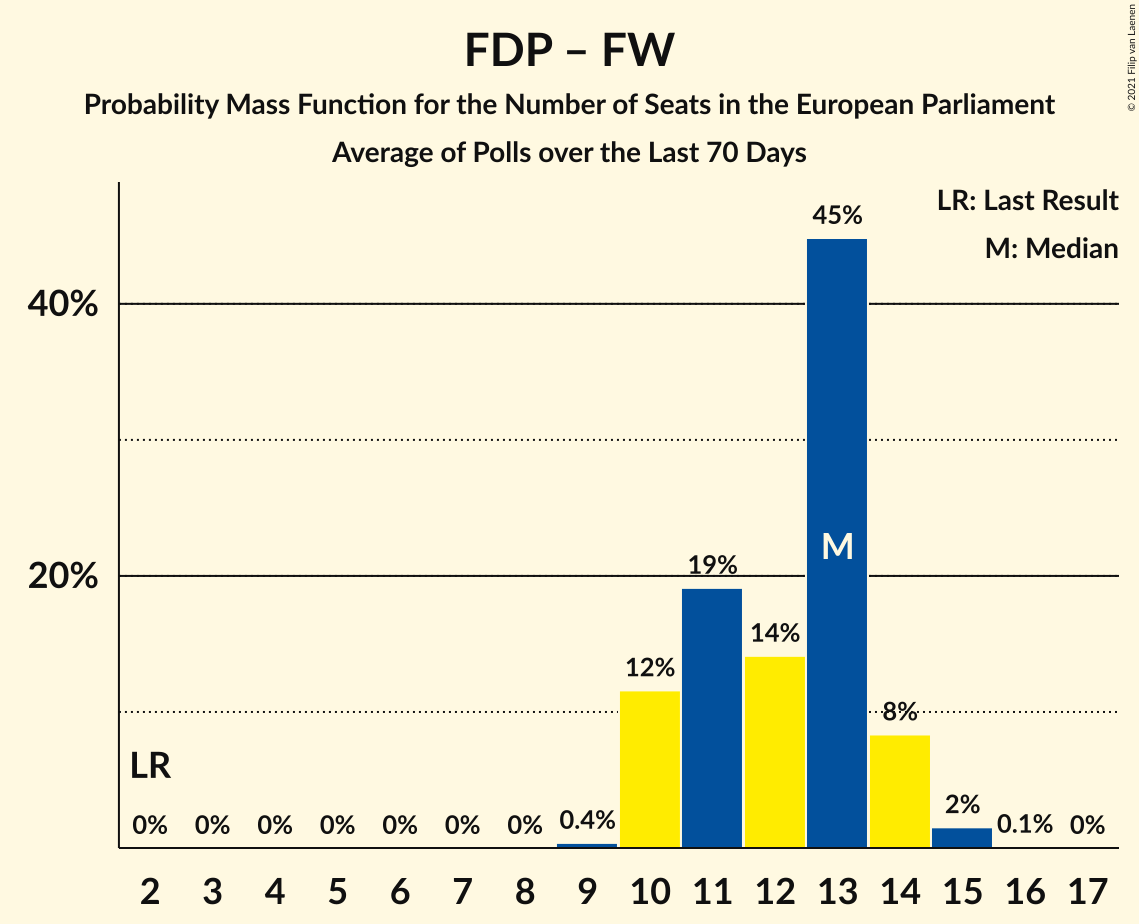 FDP – FW
Probability Mass Function for the Number of Seats in the European Parliament
Average of Polls over the Last 70 Days
© 2021 Filip van Laenen
LR: Last Result
M: Median
45%
40%
M
20%
19%
14%
12%
8%
LR
2%
0% 0% 0% 0% 0% 0% 0% 0.4% 0.1% 0%
2 3 4 5 6 7 8 9 10 11 12 13 14 15 16 17